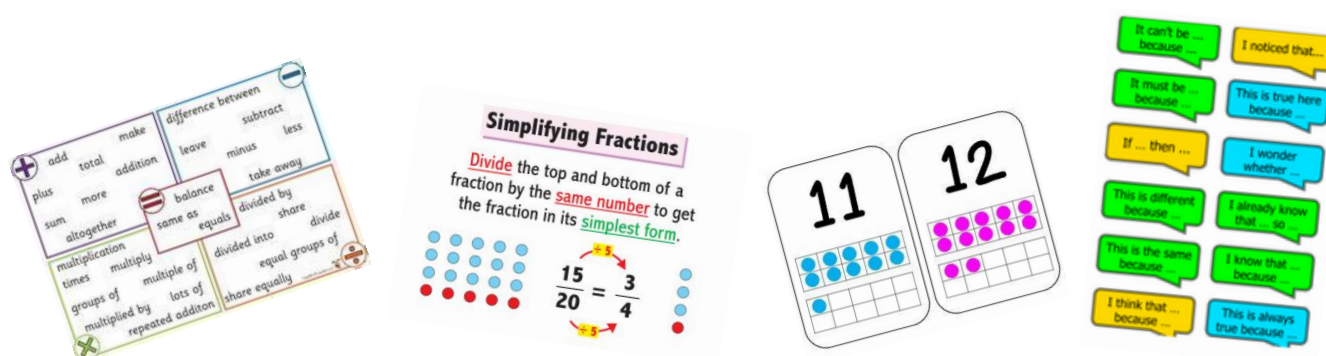 +
add
make
total
addition
plus
more
sum
altogether
−
difference between
subtract
less
leave
minus
take away
=
balance
same as
equals
multiplication
times
multiply
groups of
multiple of
multiplied by
lots of
repeated additon
×
divided by
share
divide
divided into
equal groups of
share equally
÷
Simplifying Fractions
Divide the top and bottom of a
fraction by the same number to get
the fraction in its simplest form.
÷5
15 3
=
20 4
÷5
11
12
It can't be ...
because ...
I noticed that...
It must be ...
because ...
This is true here
because ...
If ... then ...
I wonder
whether ...
This is different
because ...
I already know
that ... so ...
This is the same
because ...
I know that ...
because ...
I think that ...
because ...
This is always
true because ...